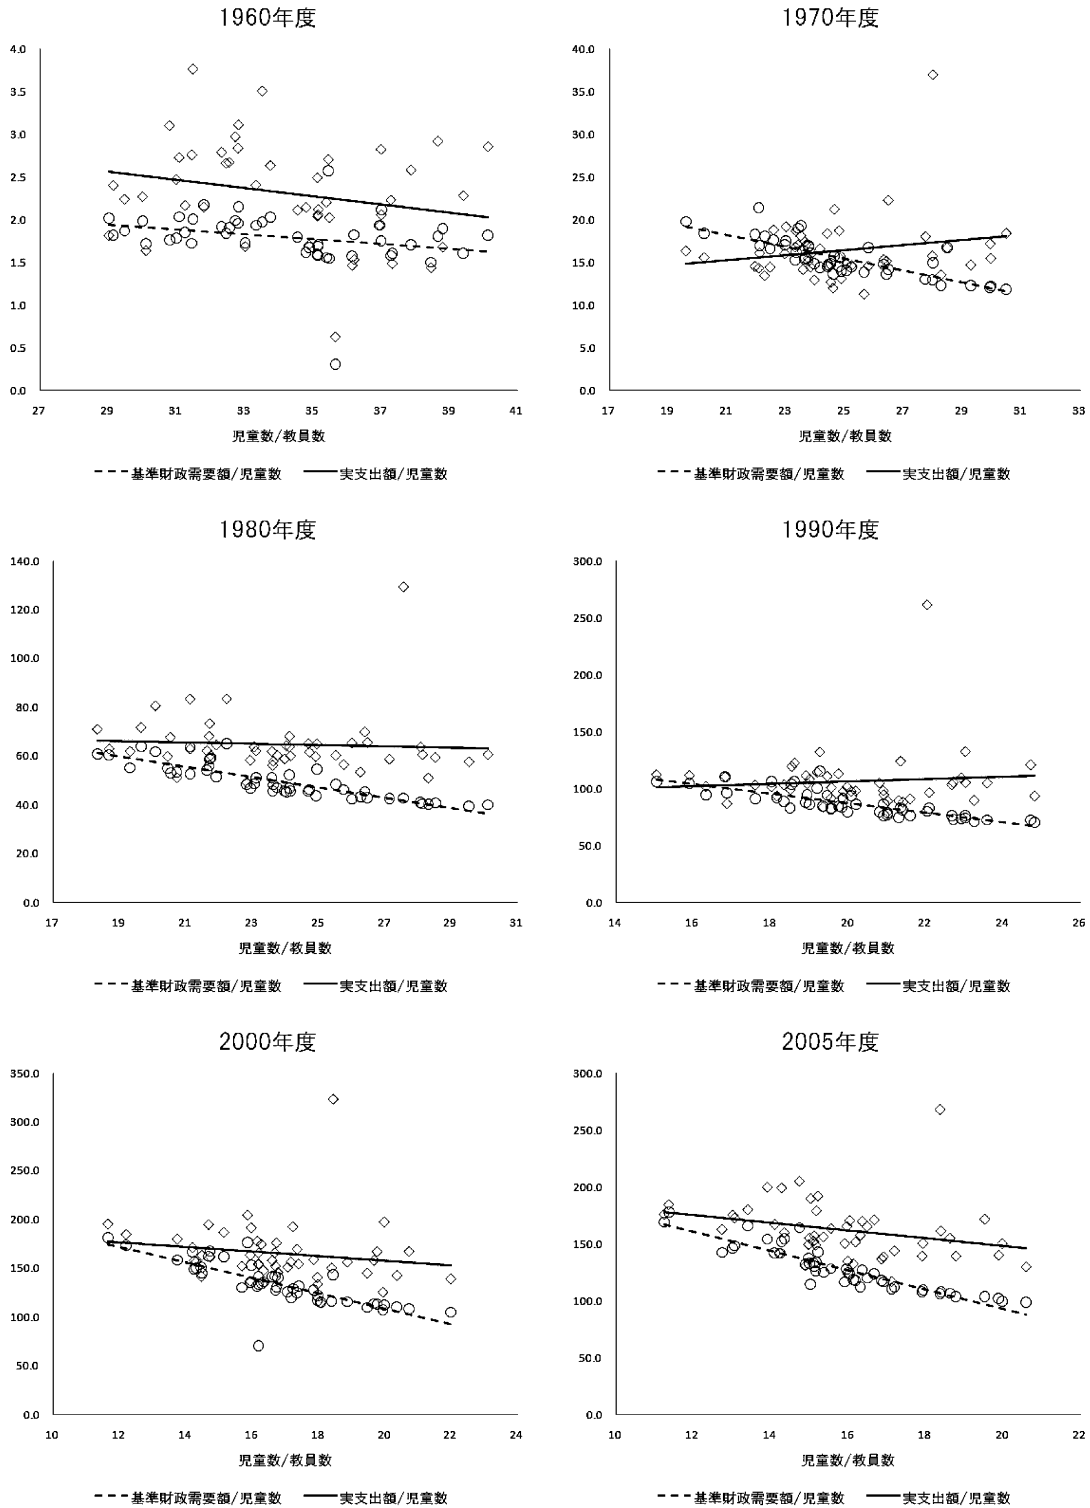 1960年度
4.0
3.5
3.0
2.5
2.0
1.5
1.0
0.5
0.0
27 29 31 33 35 37 39 41
児童数/教員数
基準財政需要額/児童数 実支出額/児童数
1970年度
40.0
35.0
30.0
25.0
20.0
15.0
10.0
5.0
0.0
17 19 21 23 25 27 29 31 33
児童数/教員数
基準財政需要額/児童数 実支出額/児童数
1980年度
140.0
120.0
100.0
80.0
60.0
40.0
20.0
0.0
17 19 21 23 25 27 29 31
児童数/教員数
基準財政需要額/児童数 実支出額/児童数
1990年度
300.0
250.0
200.0
150.0
100.0
50.0
0.0
14 16 18 20 22 24 26
児童数/教員数
基準財政需要額/児童数 実支出額/児童数
2000年度
350.0
300.0
250.0
200.0
150.0
100.0
50.0
0.0
10 12 14 16 18 20 22 24
児童数/教員数
基準財政需要額/児童数 実支出額/児童数
2005年度
300.0
250.0
200.0
150.0
100.0
50.0
0.0
10 12 14 16 18 20 22
児童数/教員数
基準財政需要額/児童数 実支出額/児童数